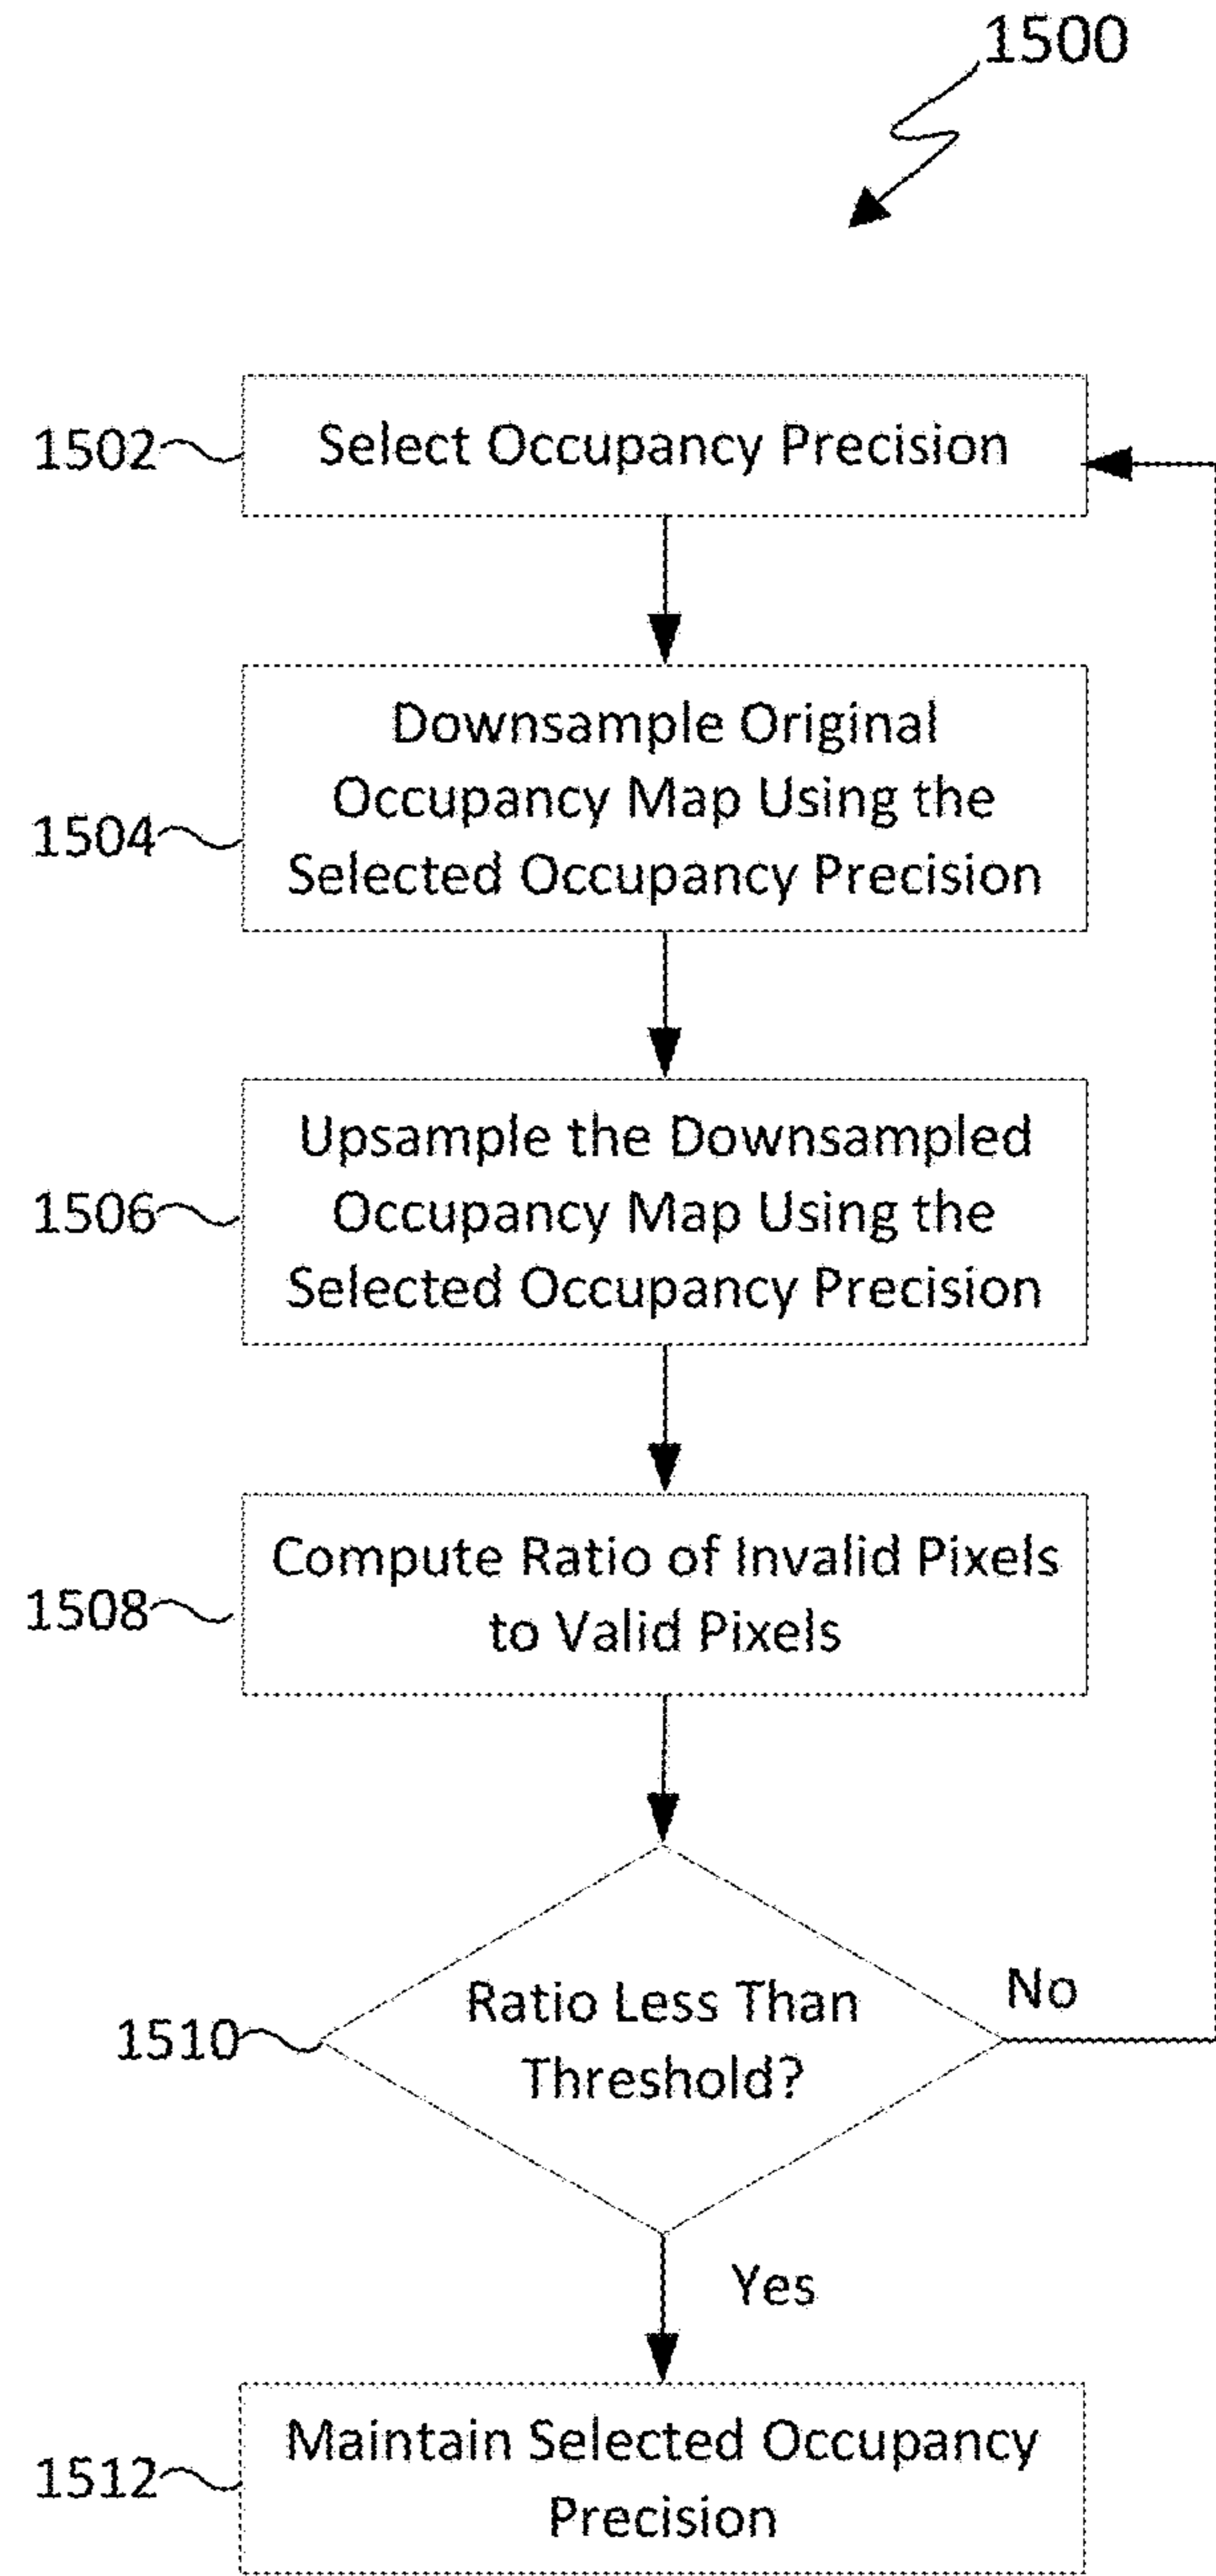 1500
1502
Select Occupancy Precision
Downsample Original
Occupancy Map Using the
1504
Selected Occupancy Precision
Upsample the Downsampled
1506
Occupancy Map Using the
Selected Occupancy Precision
Compute Ratio of Invalid Pixels
1508
to Valid Pixels
No
Ratio Less Than
1510
Threshold?
Yes
Maintain Selected Occupancy
1512
Precision